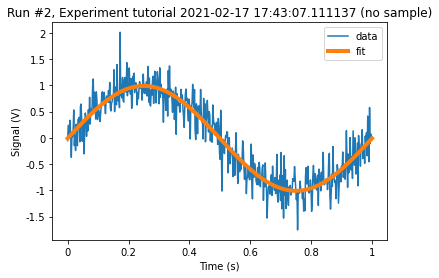 Run #2, Experiment tutorial 2021-02-17 17:43:07.111137 (no sample)
data
fit
2
1.5
1
0.5
0
-0.5
-1
-1.5
Signal (V)
0
0.2
0.4
0.6
0.8
1
Time (s)